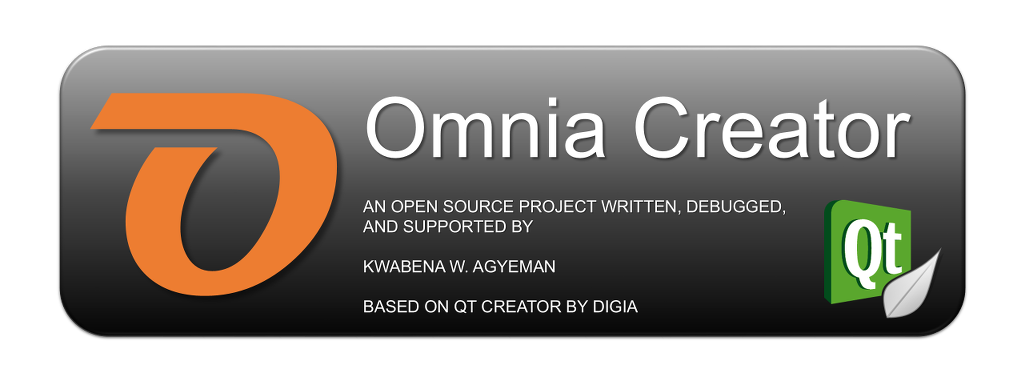 Omnia Creator
AN OPEN SOURCE PROJECT WRITTEN, DEBUGGED,
AND SUPPORTED BY
KWABENA W. AGYEMAN
BASED ON QT CREATOR BY DIGIA
Qt